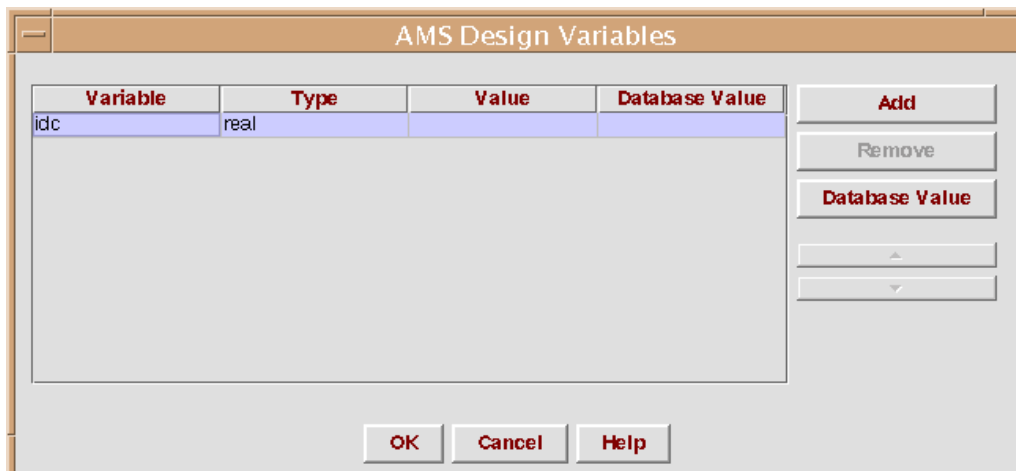 AMS Design Variables
Variable Type Value Database Value
idc real
Add
Remove
Database Value
OK Cancel Help